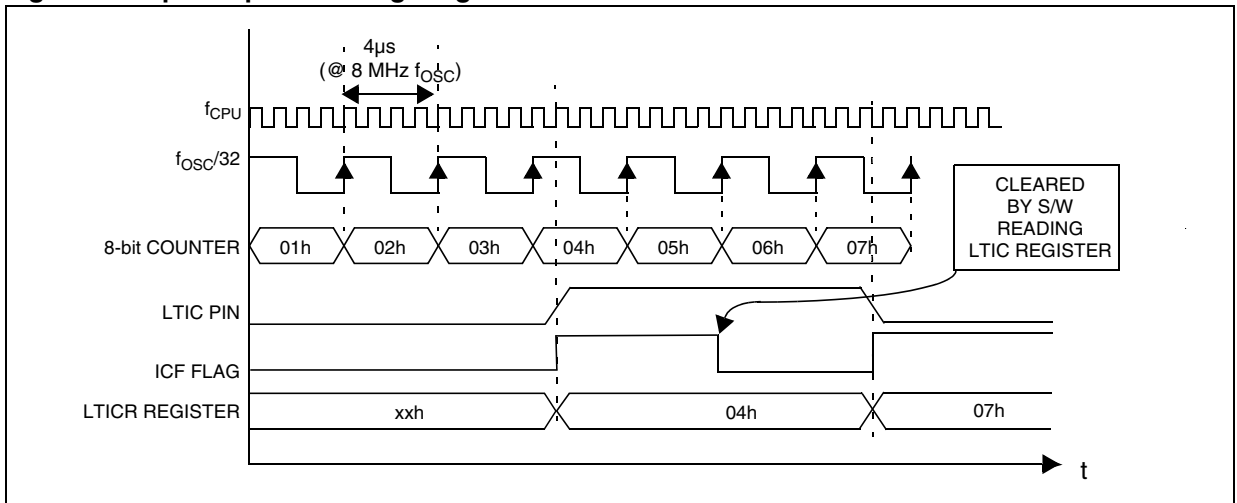 4µs
(@ 8 MHz fOSC)
fCPU
fOSC/32
CLEARED
BY S/W
READING
LTIC REGISTER
8-bit COUNTER 01h 02h 03h 04h 05h 06h 07h
LTIC PIN
ICF FLAG
LTICR REGISTER xxh 04h 07h
t